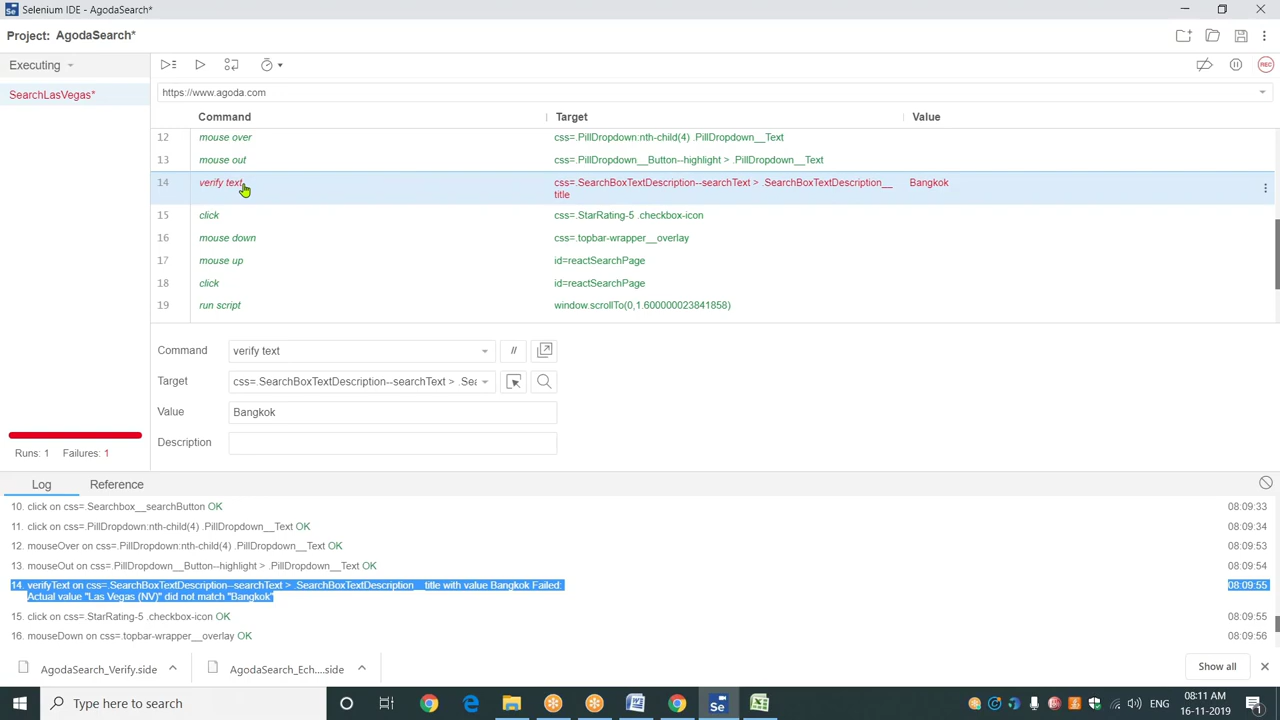 Selenium IDE - AgodaSearch*
Project: AgodaSearch*
Executing
SearchLasVegas*
https://www.agoda.com
Command Target Value
12 mouse over css=.PillDropdown:nth-child(4) .PillDropdown__Text
13 mouse out css=.PillDropdown__Button--highlight > .PillDropdown__Text
14 verify text css=.SearchBoxTextDescription--searchText > .SearchBoxTextDescription__ Bangkok
title
15 click css=.StarRating-5 .checkbox-icon
16 mouse down css=.topbar-wrapper__overlay
17 mouse up id=reactSearchPage
18 click id=reactSearchPage
19 run script window.scrollTo(0,1.600000023841858)
Command verify text //
Target css=.SearchBoxTextDescription--searchText > .Se
Value Bangkok
Description
Runs: 1 Failures: 1
Log Reference
10. click on css=.Searchbox__searchButton OK 08:09:33
11. click on css=.PillDropdown:nth-child(4) .PillDropdown__Text OK 08:09:34
12. mouseOver on css=.PillDropdown:nth-child(4) .PillDropdown__Text OK 08:09:53
13. mouseOut on css=.PillDropdown__Button--highlight > .PillDropdown__Text OK 08:09:54
14. verifyText on css=.SearchBoxTextDescription--searchText > .SearchBoxTextDescription__title with value Bangkok Failed: 08:09:55
Actual value "Las Vegas (NV)" did not match "Bangkok"
15. click on css=.StarRating-5 .checkbox-icon OK 08:09:55
16. mouseDown on css=.topbar-wrapper__overlay OK 08:09:56
AgodaSearch_Verify.side AgodaSearch_Ech....side Show all
Type here to search
ENG
08:11 AM
16-11-2019
REC
Se